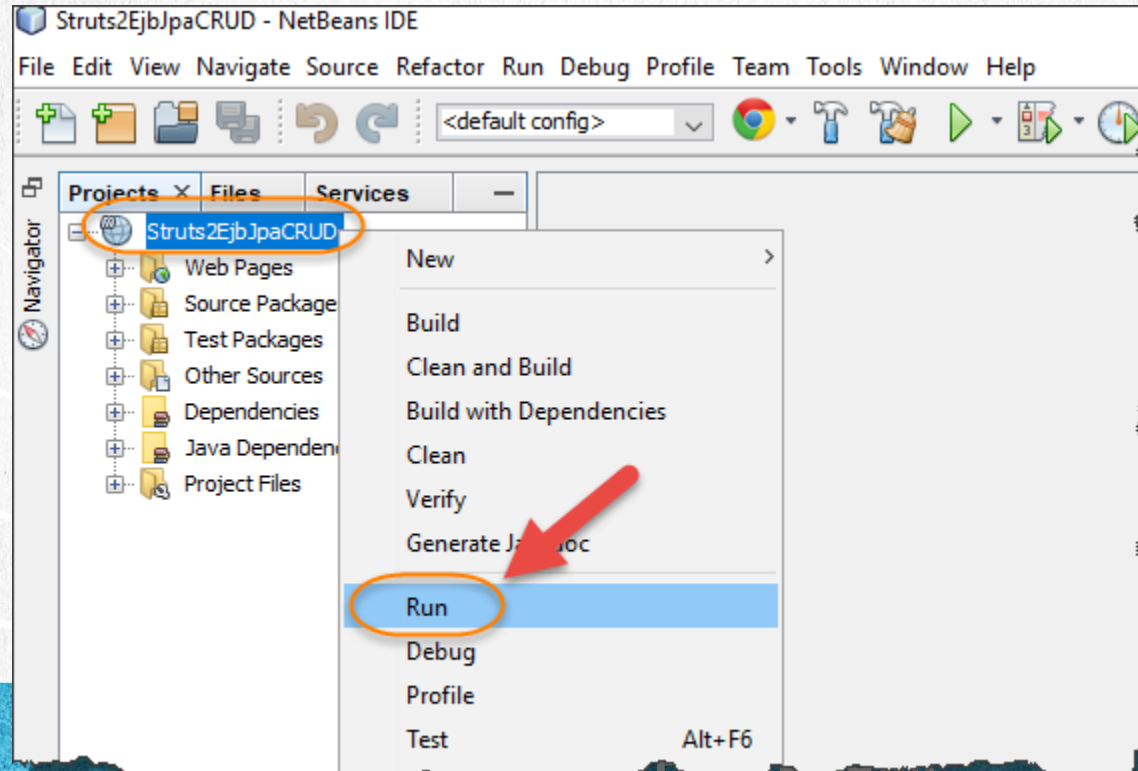 Struts2EjbJpaCRUD - NetBeans IDE
File Edit View Navigate Source Refactor Run Debug Profile Team Tools Window Help
<default config>
Projects Files Services
Navigator
Struts2EjbJpaCRUD
Web Pages
Source Package
Test Packages
Other Sources
Dependencies
Java Dependen
Project Files
New
Build
Clean and Build
Build with Dependencies
Clean
Verify
Generate
Run
Debug
Profile
Test Alt+F6